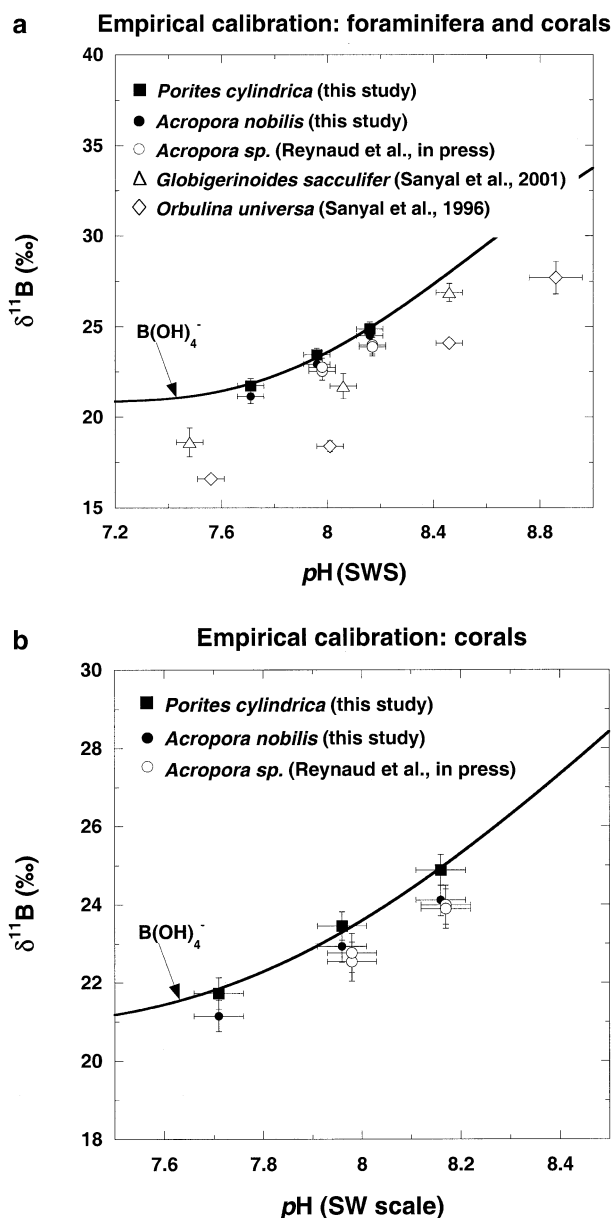 a Empirical calibration: foraminifera and corals
40
35
30
25
20
15
δ¹¹B (‰)
Porites cylindrica (this study)
Acropora nobilis (this study)
Acropora sp. (Reynaud et al., in press)
Globigerinoides sacculifer (Sanyal et al., 2001)
Orbulina universa (Sanyal et al., 1996)
B(OH)₄⁻
7.2 7.6 8 8.4 8.8
pH (SWS)
b Empirical calibration: corals
30
28
26
24
22
20
18
δ¹¹B (‰)
Porites cylindrica (this study)
Acropora nobilis (this study)
Acropora sp. (Reynaud et al., in press)
B(OH)₄⁻
7.6 7.8 8 8.2 8.4
pH (SW scale)